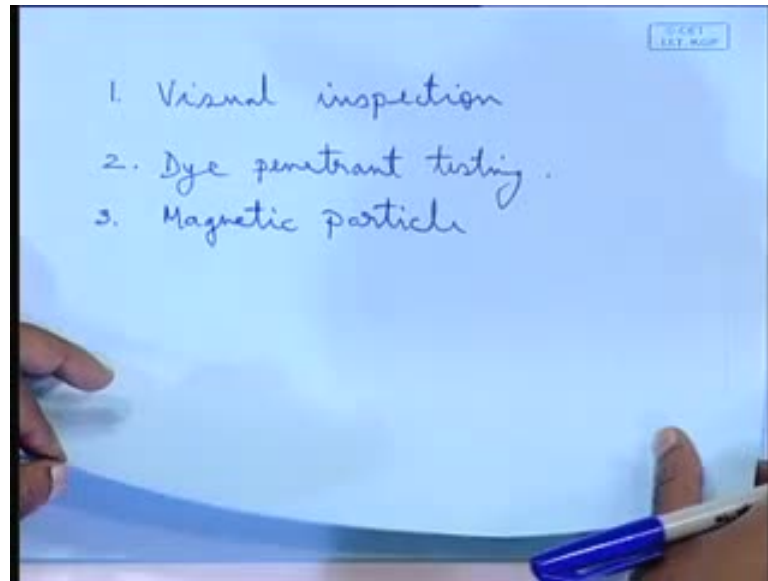 1. Visual inspection
2. Dye penetrant testing.
3. Magnetic particle